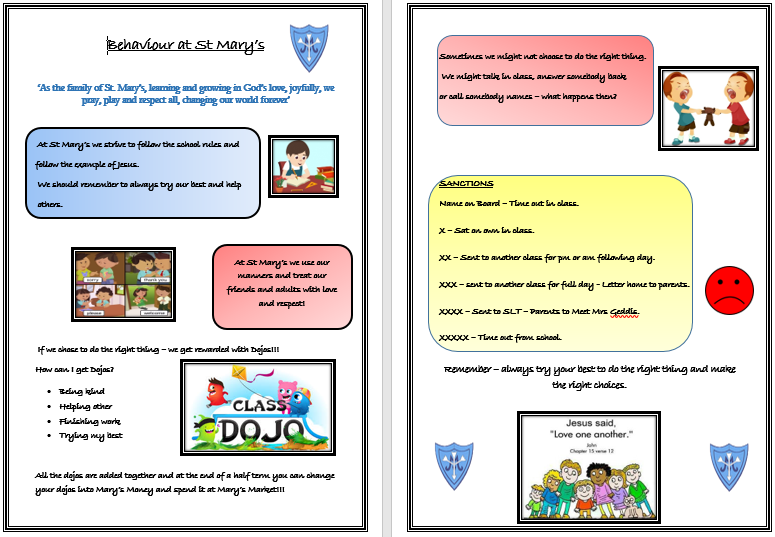 Behaviour at St Mary's
'As the family of St. Mary's, learning and growing in God's love, joyfully, we
pray, play and respect all, changing our world forever'
At St Mary's we strive to follow the school rules and
follow the example of Jesus.
We should remember to always try our best and help
others.
sorry
thank you
please
welcome
At St Mary's we use our
manners and treat our
friends and adults with love
and respect!
If we chose to do the right thing – we get rewarded with Dojos!!!
How can I get Dojos?
• Being kind
• Helping other
• Finishing work
• Trying my best
CLASS
DOJO
All the dojos are added together and at the end of a half term you can change
your dojos into Mary's Money and spend it at Mary's Market!!!
Sometimes we might not choose to do the right thing.
We might talk in class, answer somebody back
or call somebody names – what happens then?
SANCTIONS
Name on Board – Time out in class.
X – Sat on own in class.
XX – Sent to another class for pm or am following day.
XXX – sent to another class for full day - Letter home to parents.
XXXX – Sent to SLT – Parents to Meet Mrs Geddis.
XXXXX – Time out from school.
Remember – always try your best to do the right thing and make
the right choices.
Jesus said,
"Love one another."
John
Chapter 15 verse 12